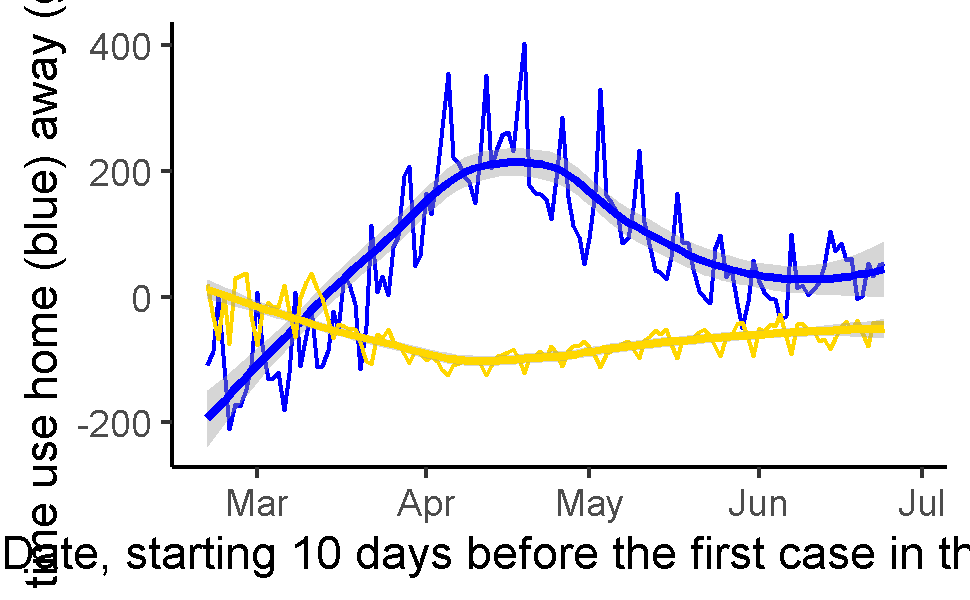 time use home (blue) away (
400
200
0
-200
Mar Apr May Jun Jul
Date, starting 10 days before the first case in th